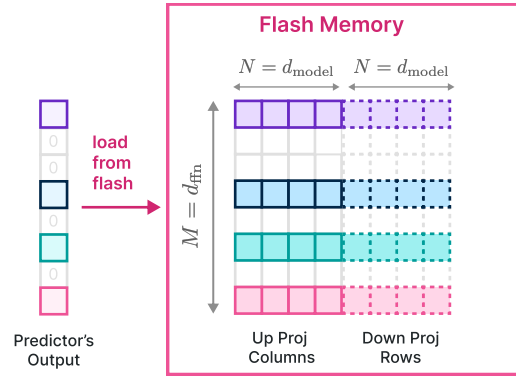 Flash Memory
N = d_model
N = d_model
load
from
flash
M = d_ffn
0
0
0
0
Predictor's
Output
Up Proj
Columns
Down Proj
Rows